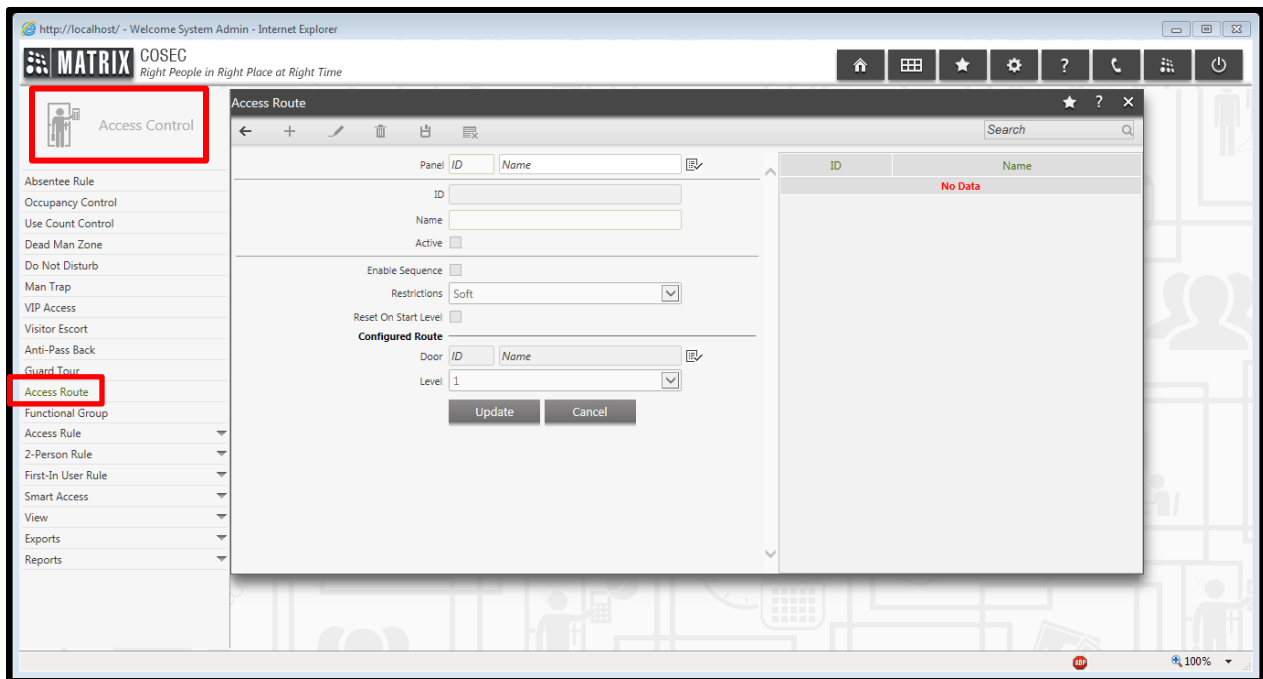 http://localhost/ - Welcome System Admin - Internet Explorer
MATRIX COSEC
Right People in Right Place at Right Time
?
Access Control
Absentee Rule
Occupancy Control
Use Count Control
Dead Man Zone
Do Not Disturb
Man Trap
VIP Access
Visitor Escort
Anti-Pass Back
Guard Tour
Access Route
Functional Group
Access Rule
2-Person Rule
First-In User Rule
Smart Access
View
Exports
Reports
Access Route
?
Search
Panel ID Name
ID
Name
Active
Enable Sequence
Restrictions Soft
Reset On Start Level
Configured Route
Door ID Name
Level 1
Update Cancel
ID Name
No Data
ABP
100%